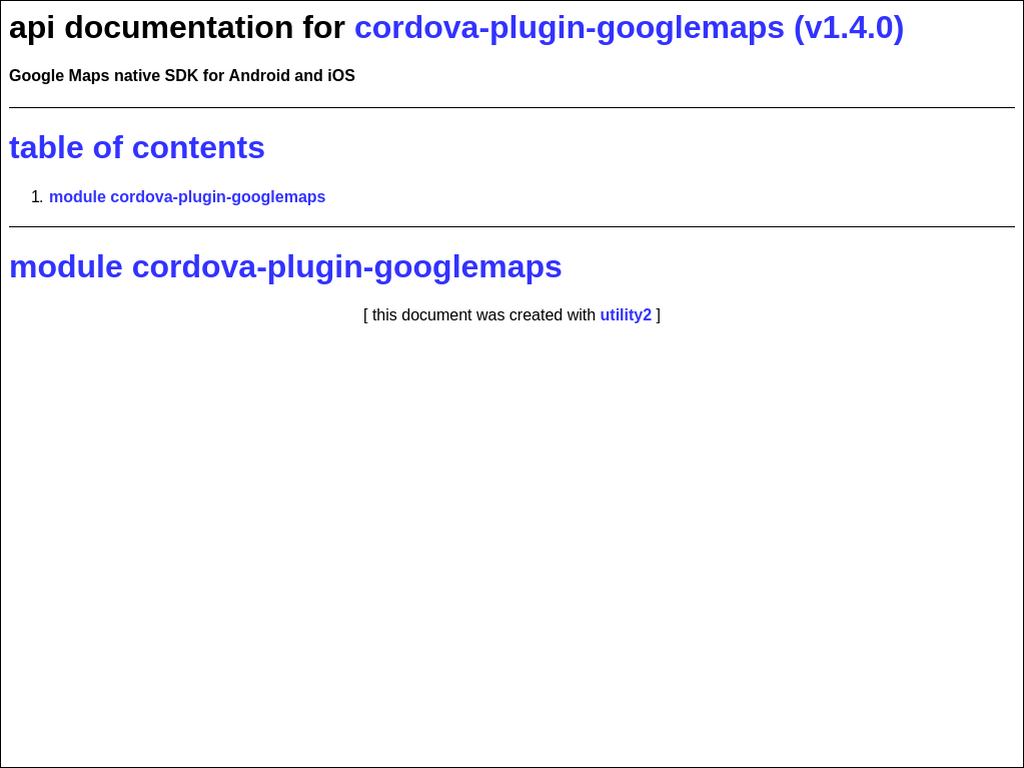 api documentation for cordova-plugin-googlemaps (v1.4.0)
Google Maps native SDK for Android and iOS
table of contents
1. module cordova-plugin-googlemaps
module cordova-plugin-googlemaps
[ this document was created with utility2 ]